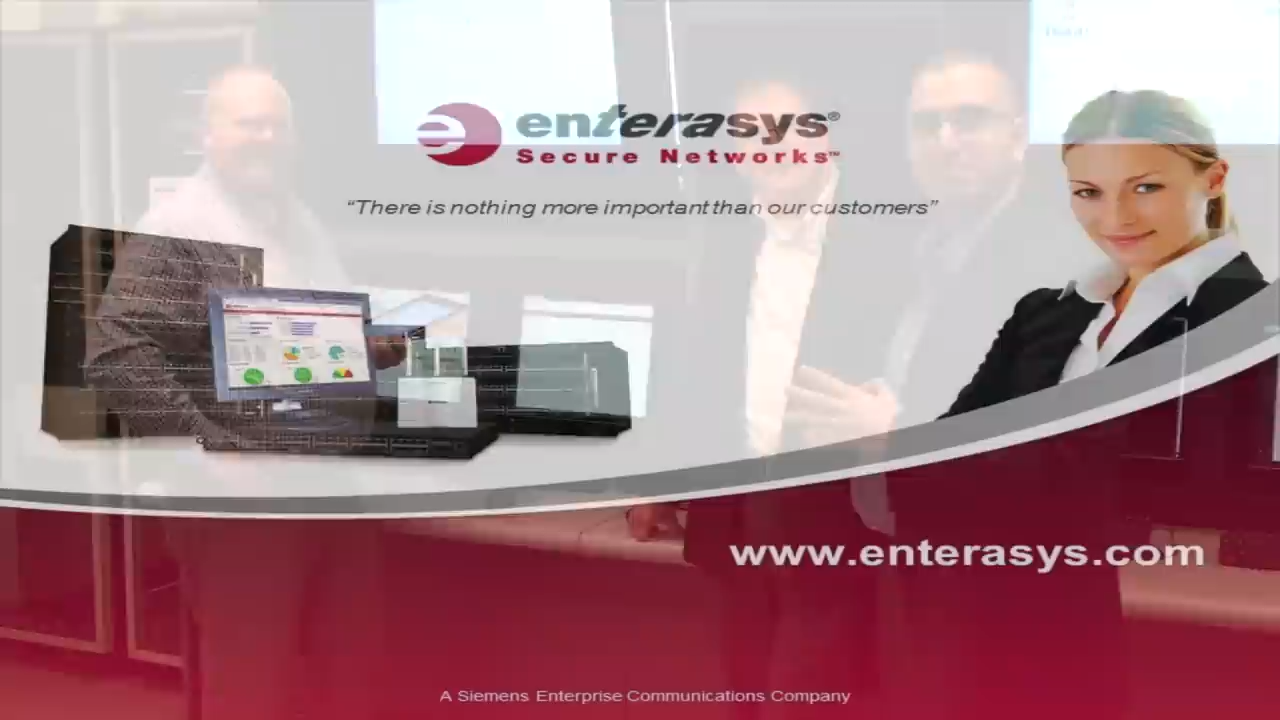 enterasys®
Secure Networks™
“There is nothing more important than our customers”
www.enterasys.com
A Siemens Enterprise Communications Company